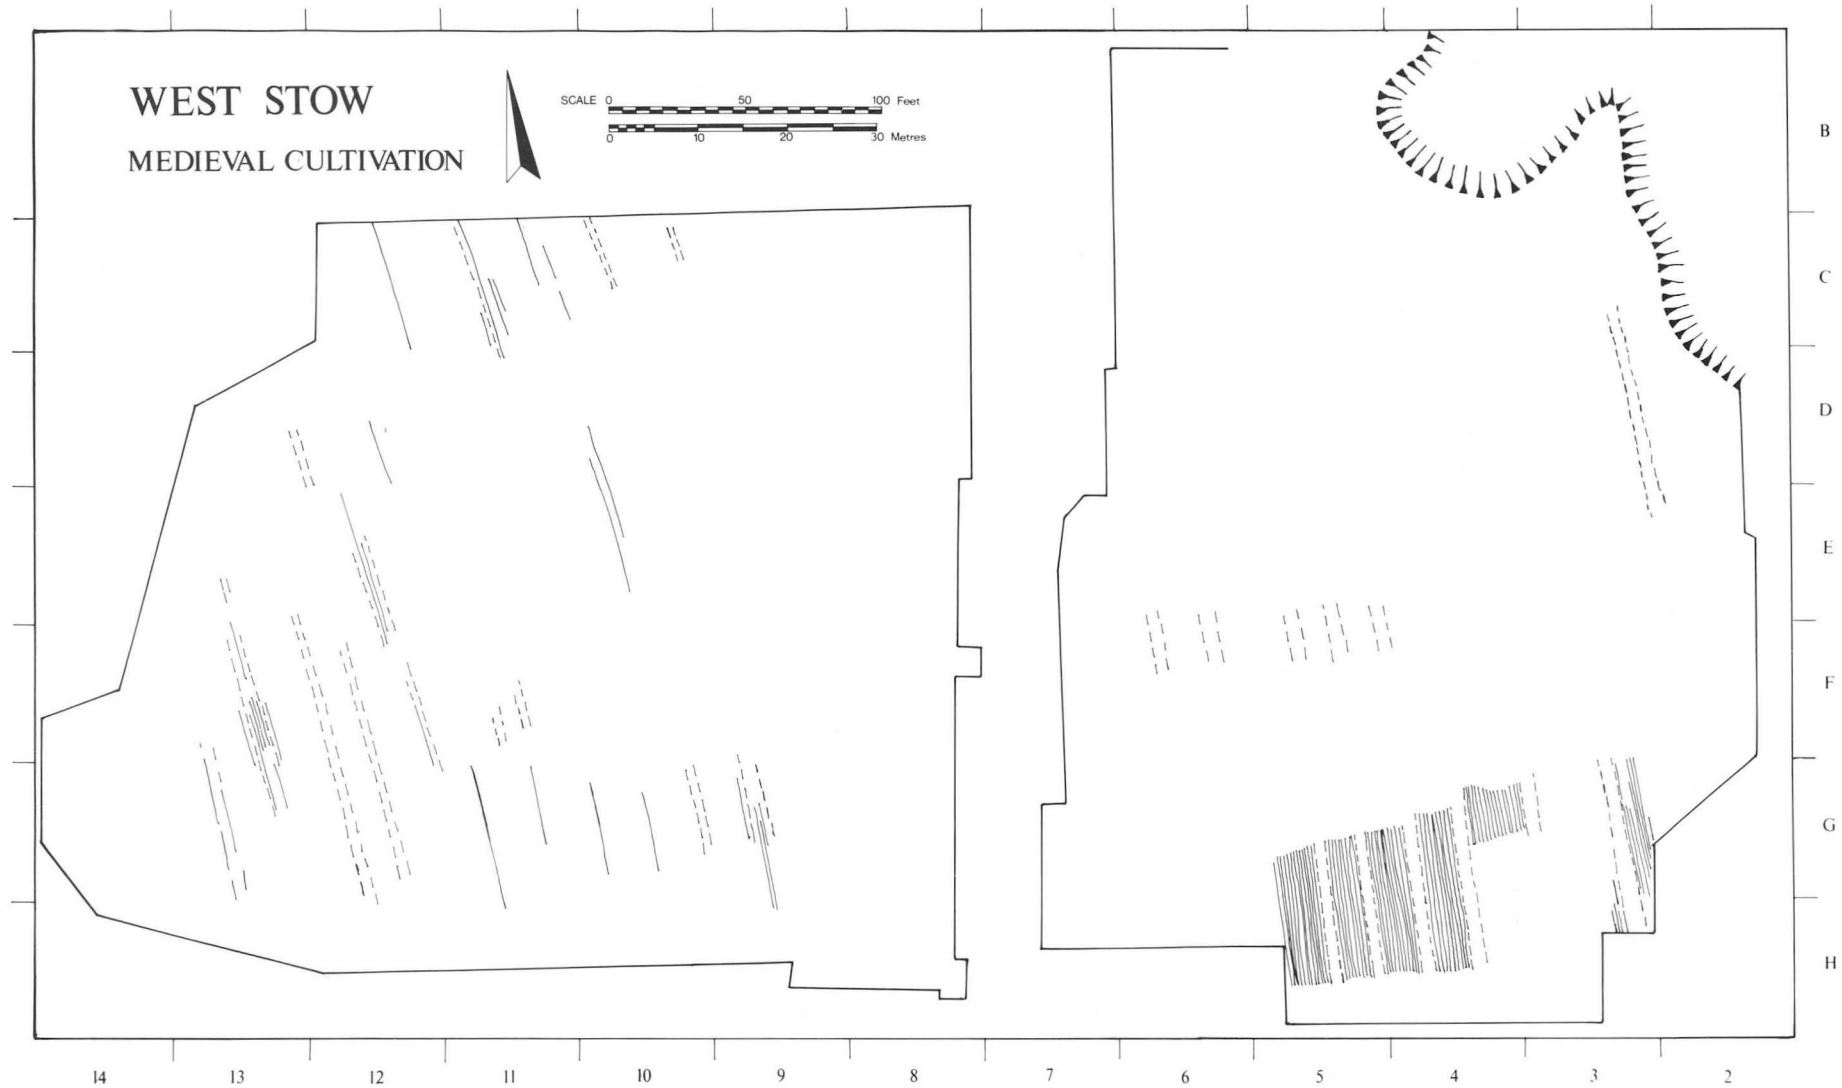 WEST STOW
MEDIEVAL CULTIVATION
SCALE 0 50 100 Feet
0 10 20 30 Metres
B
C
D
E
F
G
H
14 13 12 11 10 9 8 7 6 5 4 3 2